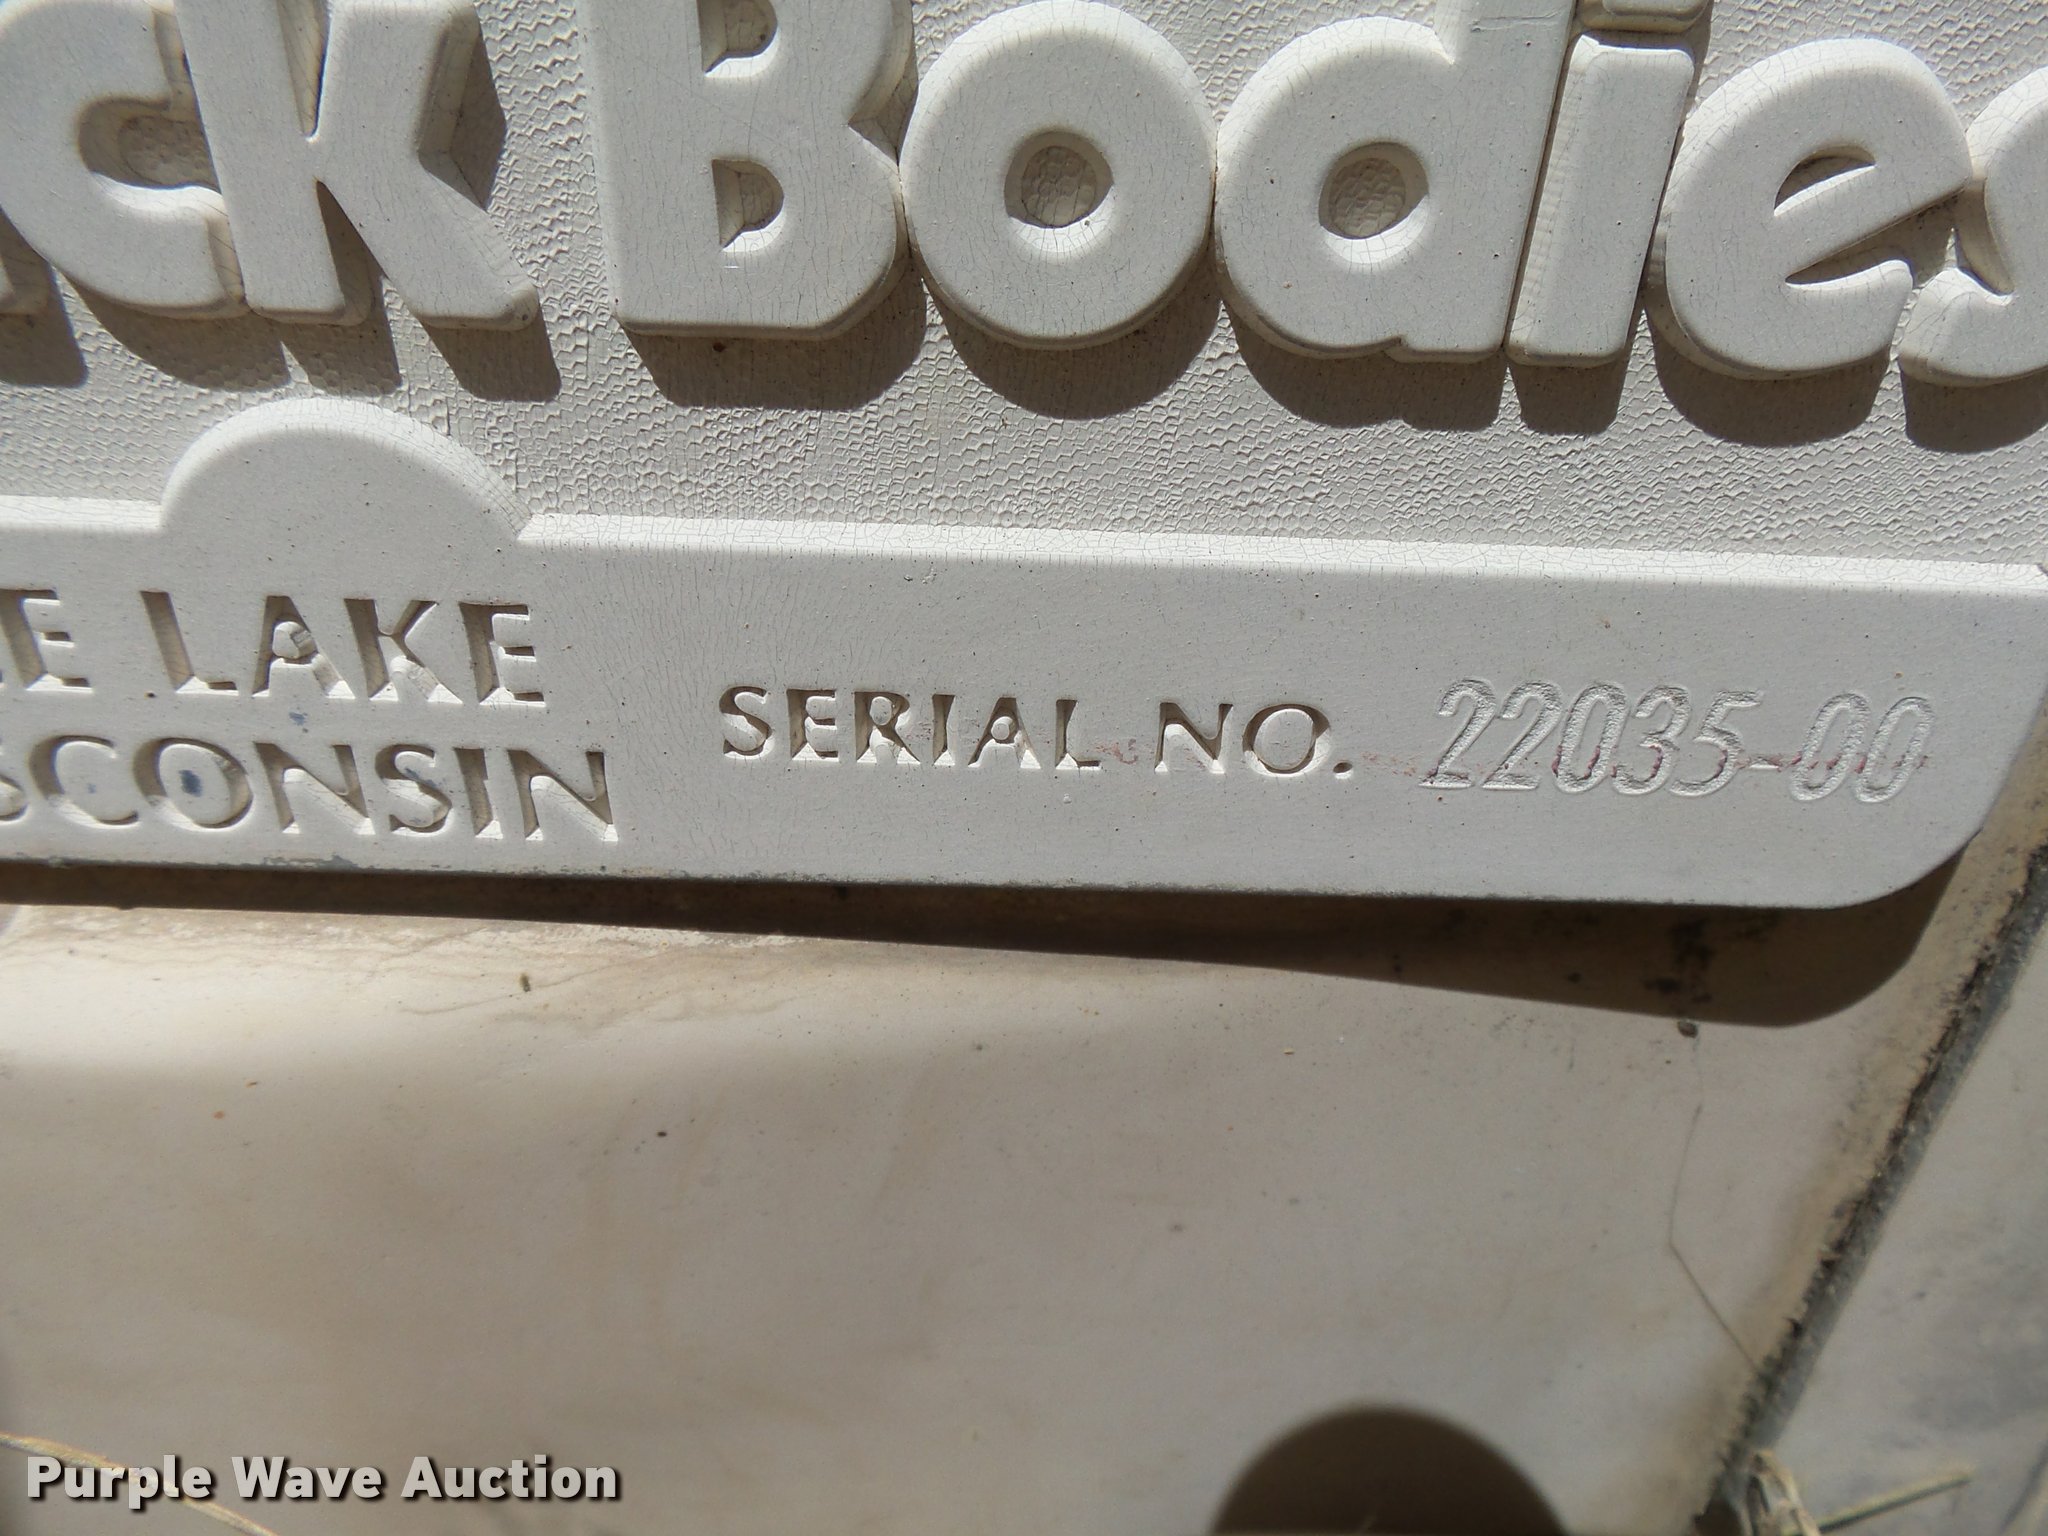 ck Bodies
E LAKE
SCONSIN
SERIAL NO. 22035-00
Purple Wave Auction